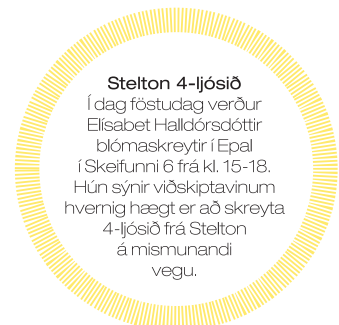 Stelton 4-ljósið
Í dag föstudag verður
Elísabet Halldórsdóttir
blómaskreytir í Epal
í Skeifunni 6 frá kl. 15-18.
Hún sýnir viðskiptavinum
hvernig hægt er að skreyta
4-ljósið frá Stelton
á mismunandi
vegu.